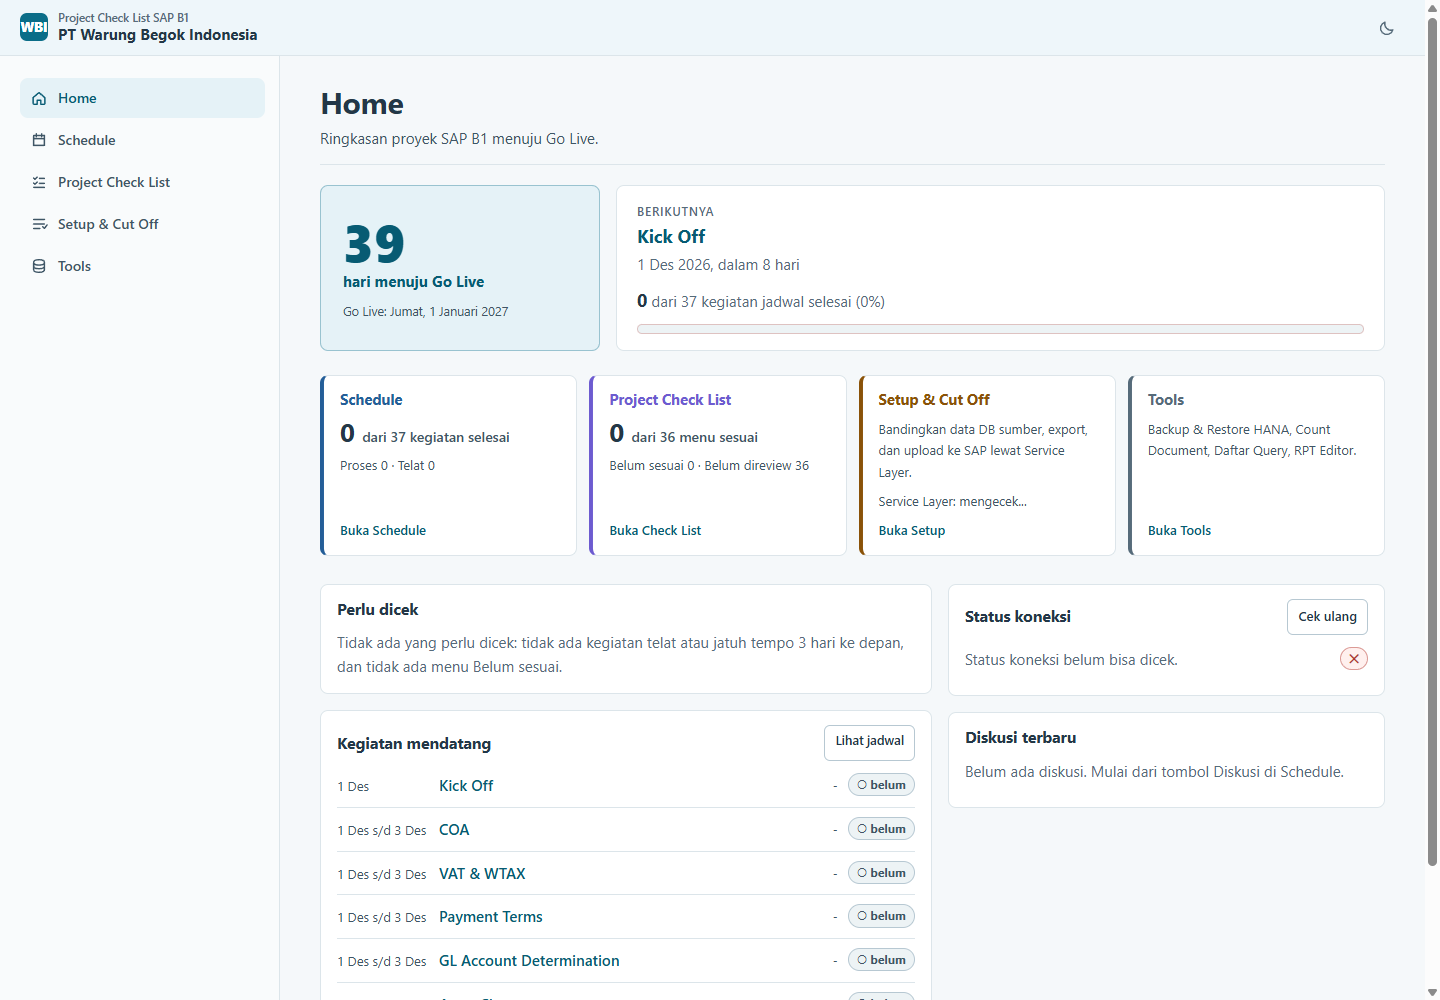 WBI
Project Check List SAP B1
PT Warung Begok Indonesia
Home
Schedule
Project Check List
Setup & Cut Off
Tools
Home
Ringkasan proyek SAP B1 menuju Go Live.
39
hari menuju Go Live
Go Live: Jumat, 1 Januari 2027
BERIKUTNYA
Kick Off
1 Des 2026, dalam 8 hari
0 dari 37 kegiatan jadwal selesai (0%)
Schedule
0 dari 37 kegiatan selesai
Proses 0 · Telat 0
Buka Schedule
Project Check List
0 dari 36 menu sesuai
Belum sesuai 0 · Belum direview 36
Buka Check List
Setup & Cut Off
Bandingkan data DB sumber, export,
dan upload ke SAP lewat Service
Layer.
Service Layer: mengecek...
Buka Setup
Tools
Backup & Restore HANA, Count
Document, Daftar Query, RPT Editor.
Buka Tools
Perlu dicek
Tidak ada yang perlu dicek: tidak ada kegiatan telat atau jatuh tempo 3 hari ke depan,
dan tidak ada menu Belum sesuai.
Status koneksi
Cek ulang
Status koneksi belum bisa dicek.
Kegiatan mendatang
Lihat jadwal
1 Des Kick Off - belum
1 Des s/d 3 Des COA - belum
1 Des s/d 3 Des VAT & WTAX - belum
1 Des s/d 3 Des Payment Terms - belum
1 Des s/d 3 Des GL Account Determination - belum
Diskusi terbaru
Belum ada diskusi. Mulai dari tombol Diskusi di Schedule.